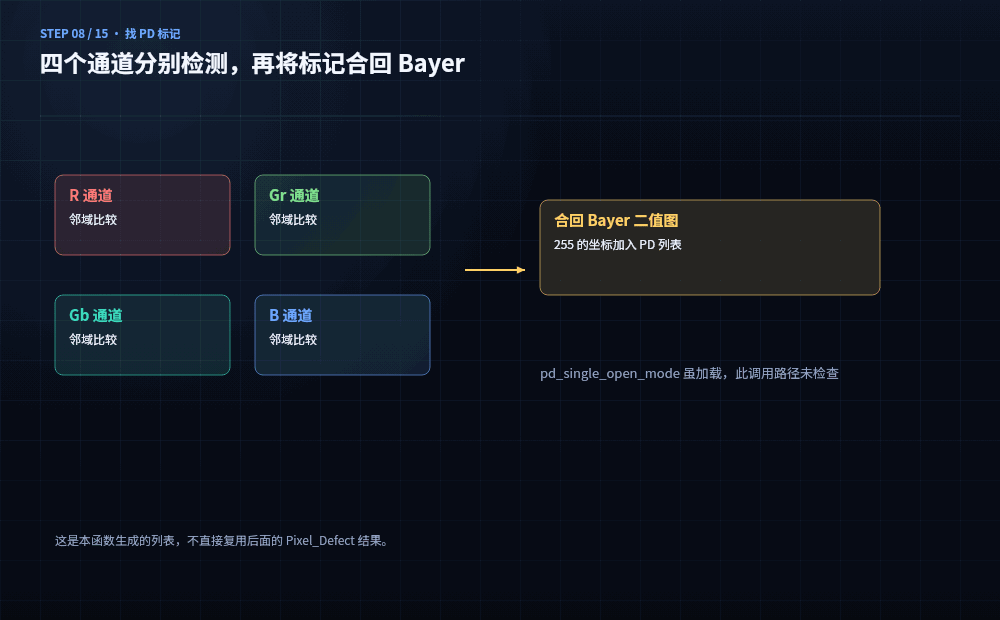 STEP 08 / 15 · 找 PD 标记
四个通道分别检测，再将标记合回 Bayer
R 通道
邻域比较
Gr 通道
邻域比较
Gb 通道
邻域比较
B 通道
邻域比较
合回 Bayer 二值图
255 的坐标加入 PD 列表
pd_single_open_mode 虽加载，此调用路径未检查
这是本函数生成的列表，不直接复用后面的 Pixel_Defect 结果。